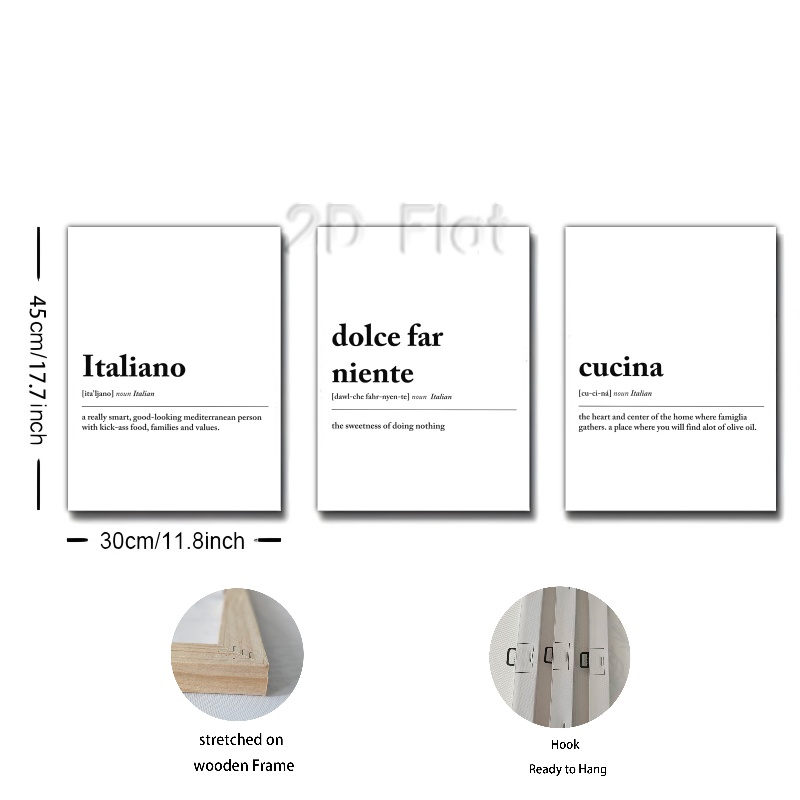 2D Flat
45cm/17.7inch
Italiano
[ita'ljano] noun Italian
a really smart, good-looking mediterranean person
with kick-ass food, families and values.
dolce far
niente
[dawl-che fahr-nyen-te] noun Italian
the sweetness of doing nothing
cucina
[cu-ci-ná] noun Italian
the heart and center of the home where famiglia
gathers. a place where you will find alot of olive oil.
30cm/11.8inch
stretched on
wooden Frame
Hook
Ready to Hang